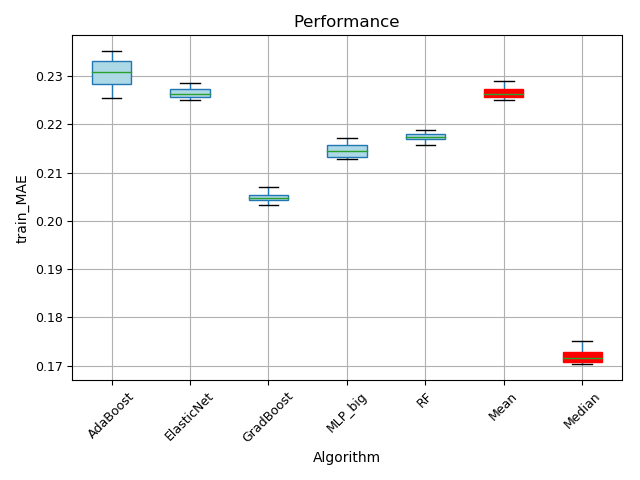 Performance
train_MAE
0.23
0.22
0.21
0.20
0.19
0.18
0.17
AdaBoost
ElasticNet
GradBoost
MLP_big
RF
Mean
Median
Algorithm